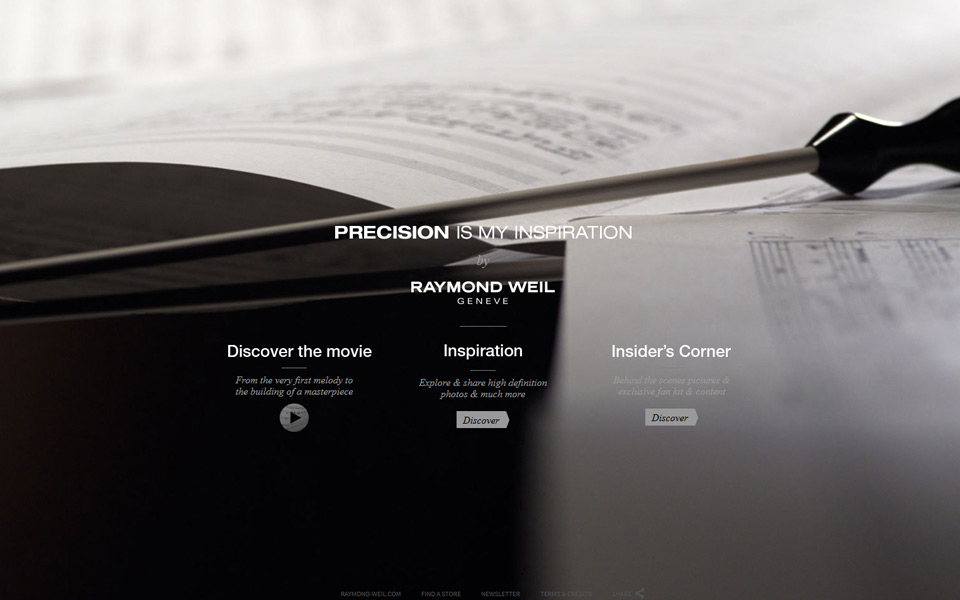 PRECISION IS MY INSPIRATION
by
RAYMOND WEIL
GENEVE
Discover the movie
From the very first melody to
the building of a masterpiece
Inspiration
Explore & share high definition
photos & much more
Discover
Insider's Corner
Behind the scenes pictures &
exclusive fan kit & content
Discover
RAYMOND-WEIL.COM FIND A STORE NEWSLETTER TERMS & CREDITS SHARE